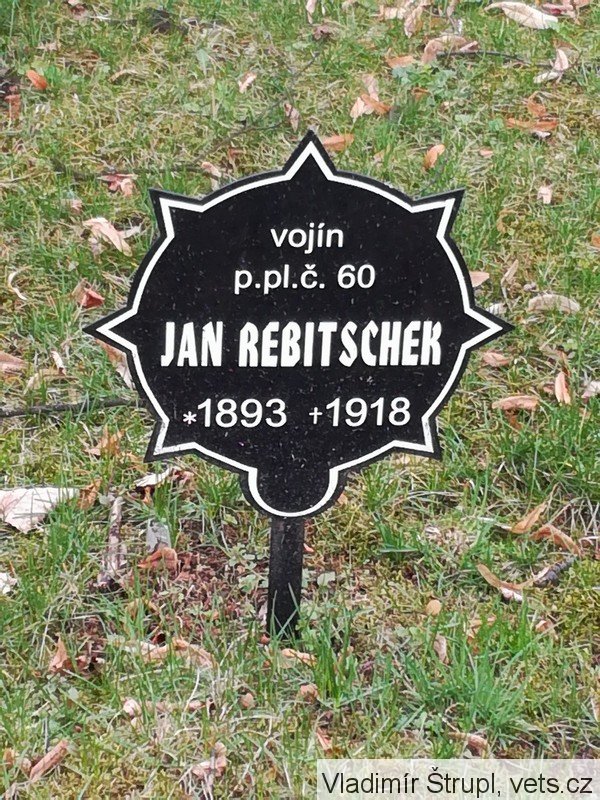 vojín
p.pl.č. 60
JAN REBITSCHEK
*1893 +1918
Vladimír Štrupl, vets.cz